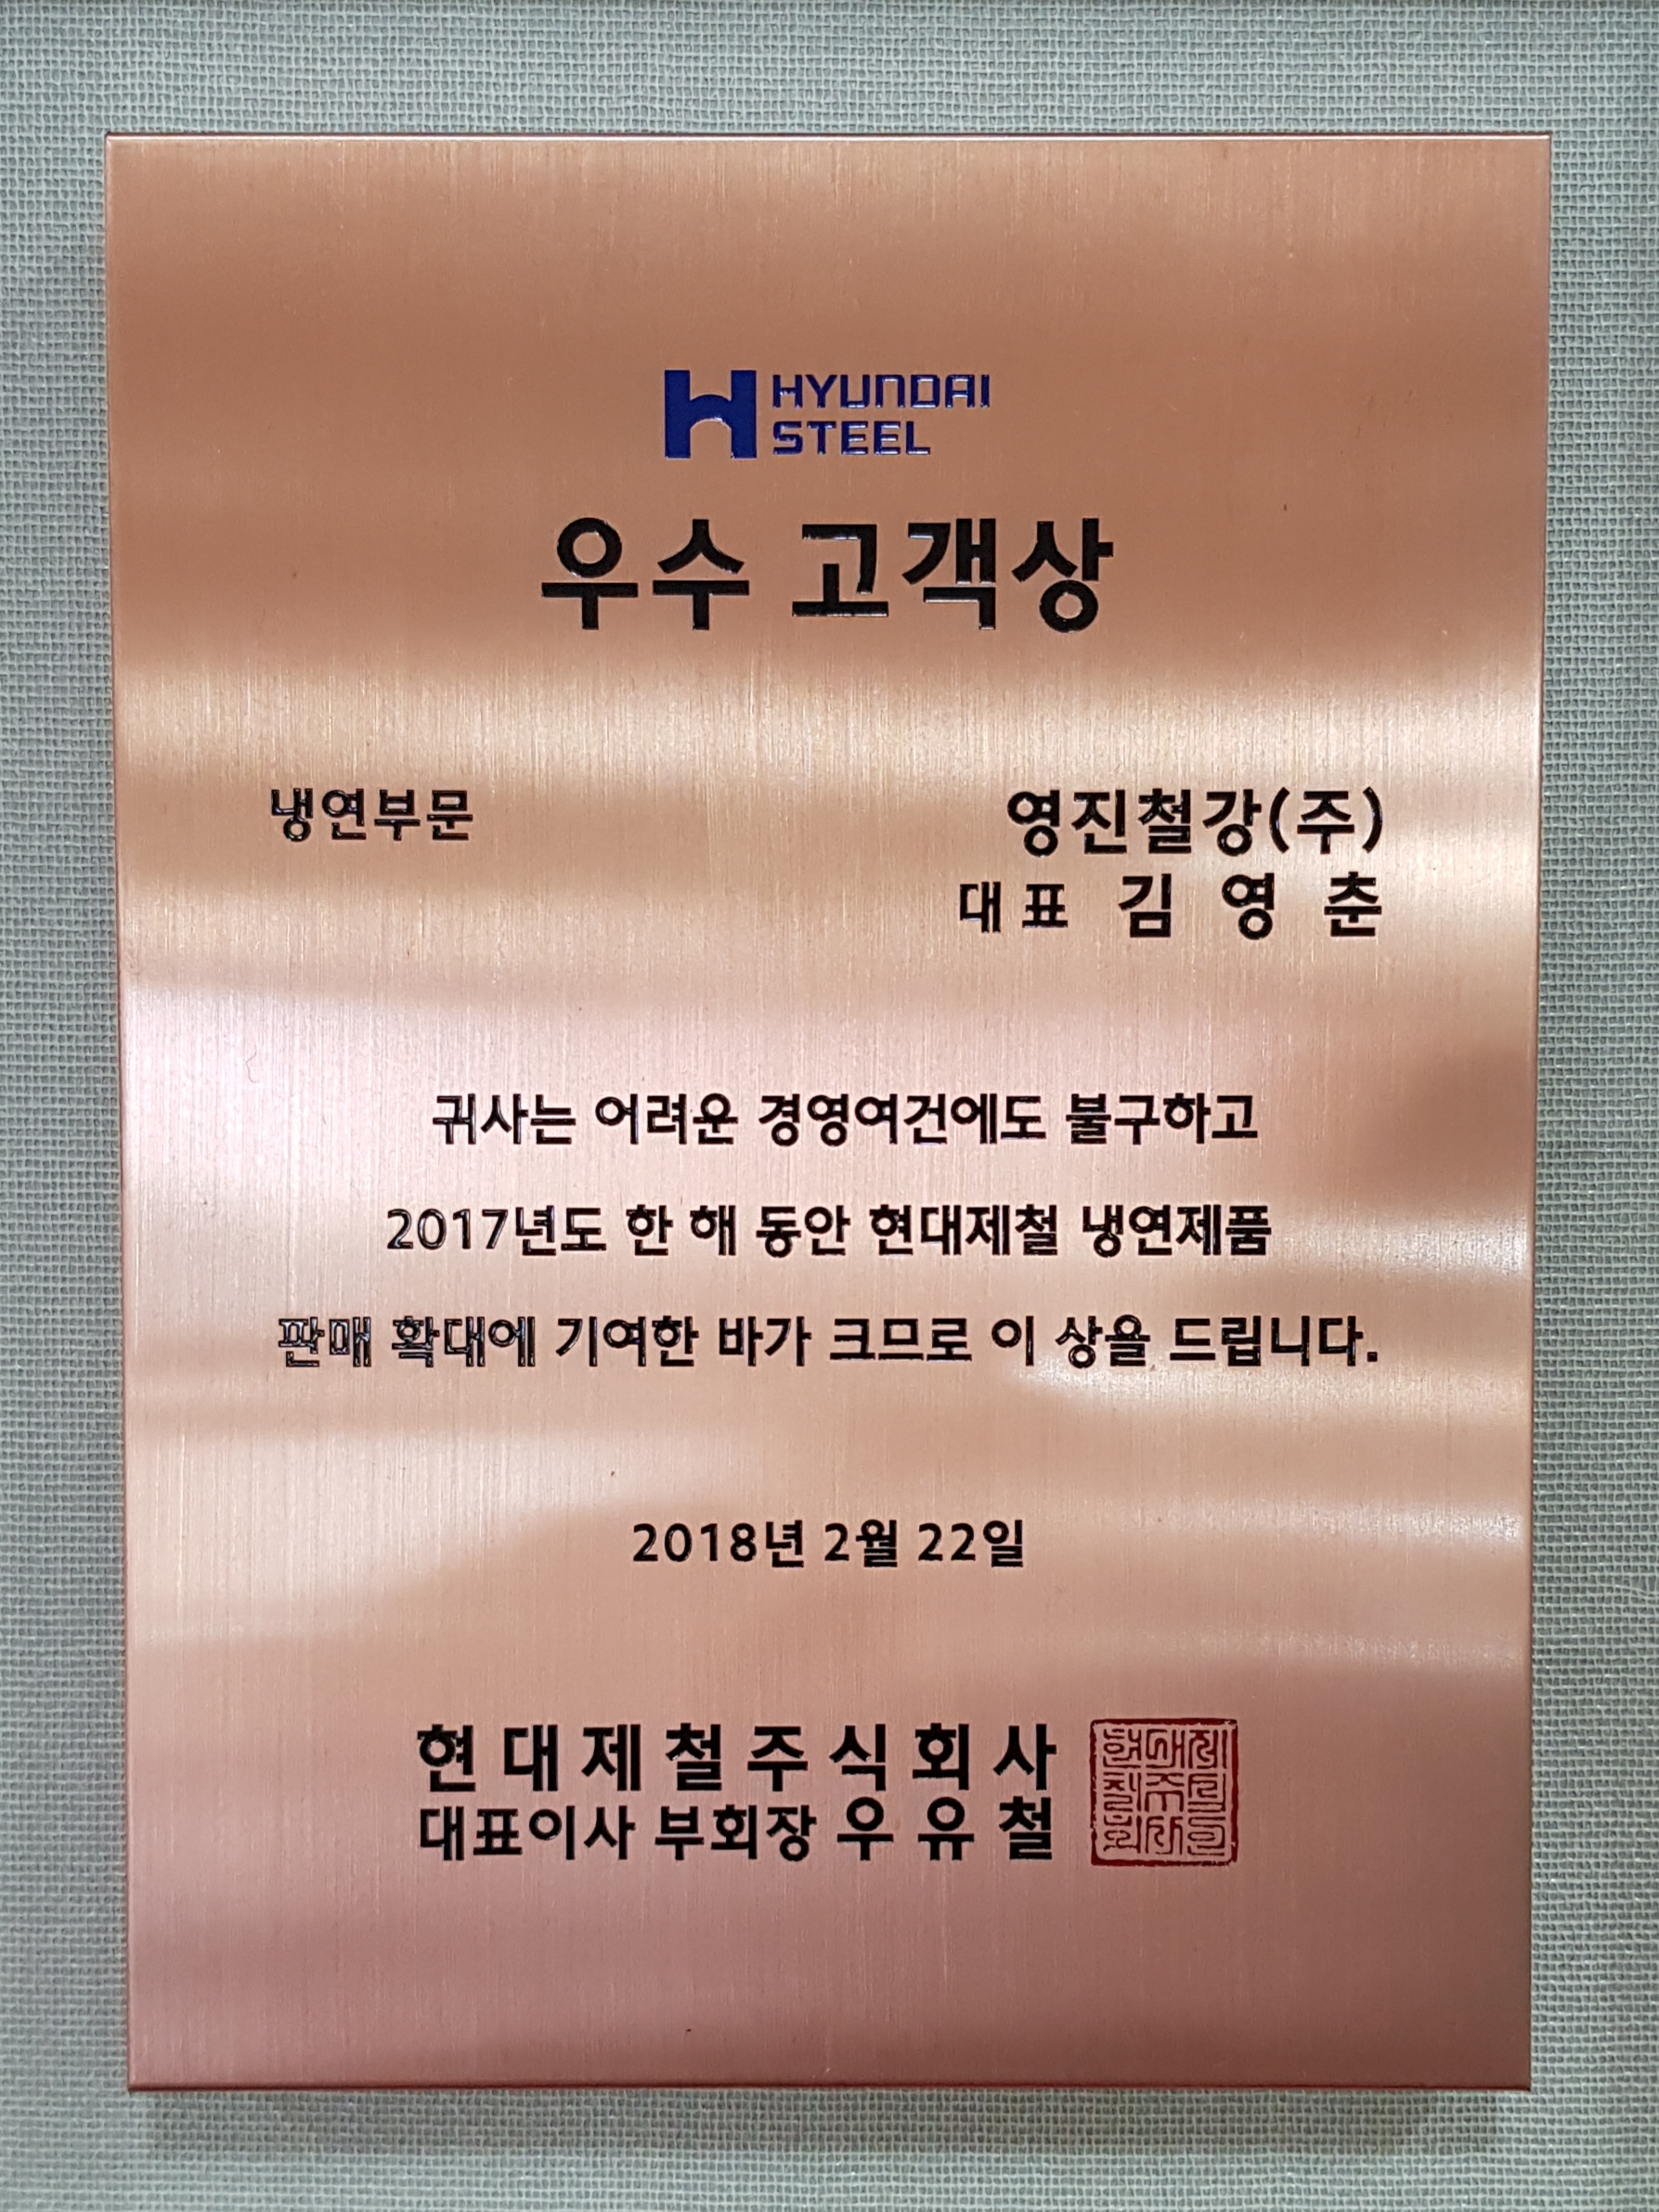 HYUNDAI
STEEL
우수 고객상
냉연부문
영진철강(주)
대표 김 영 춘
귀사는 어려운 경영여건에도 불구하고
2017년도 한 해 동안 현대제철 냉연제품
판매 확대에 기여한 바가 크므로 이 상을 드립니다.
2018년 2월 22일
현대제철주식회사
대표이사 부회장 우 유 철